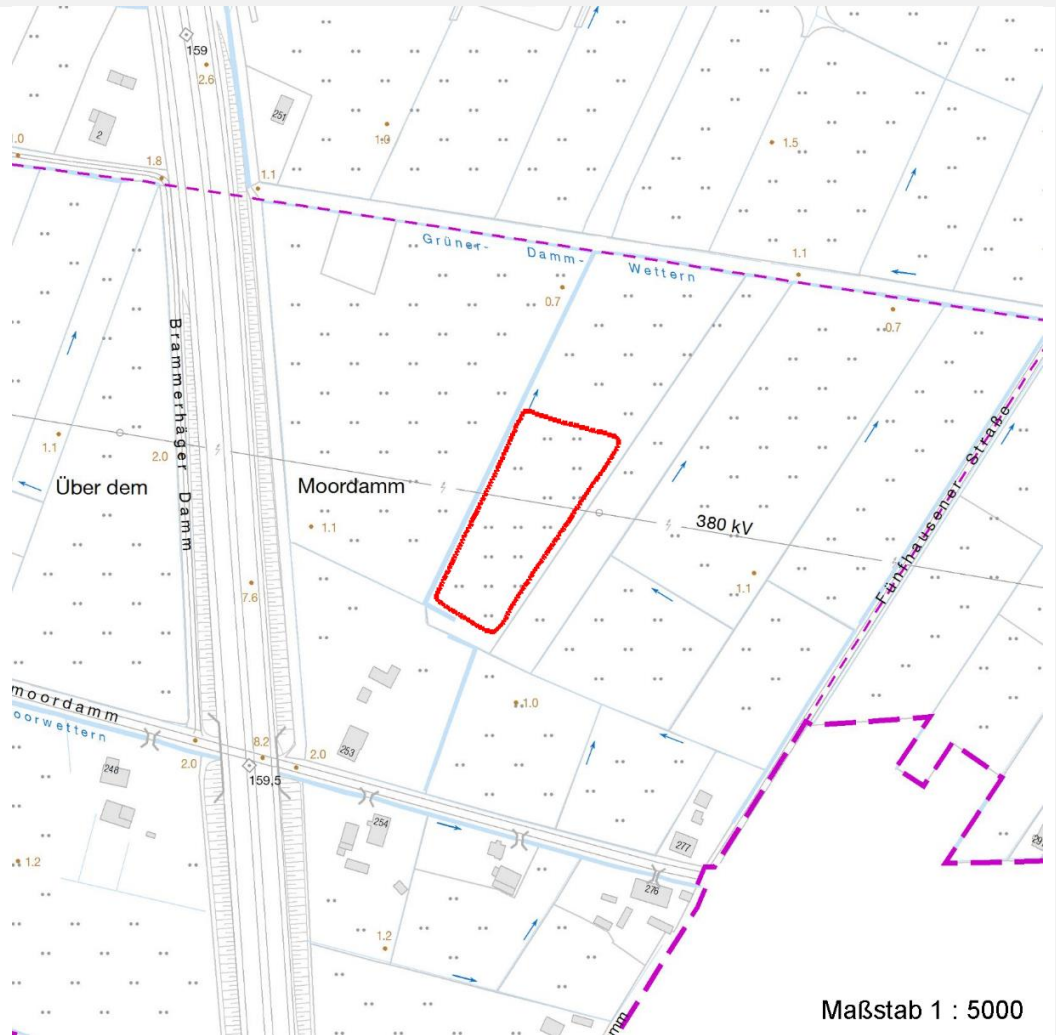 159
2.6
251
2
1.0
1.5
.0
1.8
1.1
Grüner- Damm- Wettern
1.1
0.7
0.7
Brammerhäger Damm
Fünfhausener Straße
1.1
2.0
Über dem
Moordamm
380 kV
1.1
7.6
1.1
1.0
moordamm
oorwettern
8.2
2.0
2.0
253
159,5
248
254
277
276
1.2
1.2
mm
Maßstab 1 : 5000